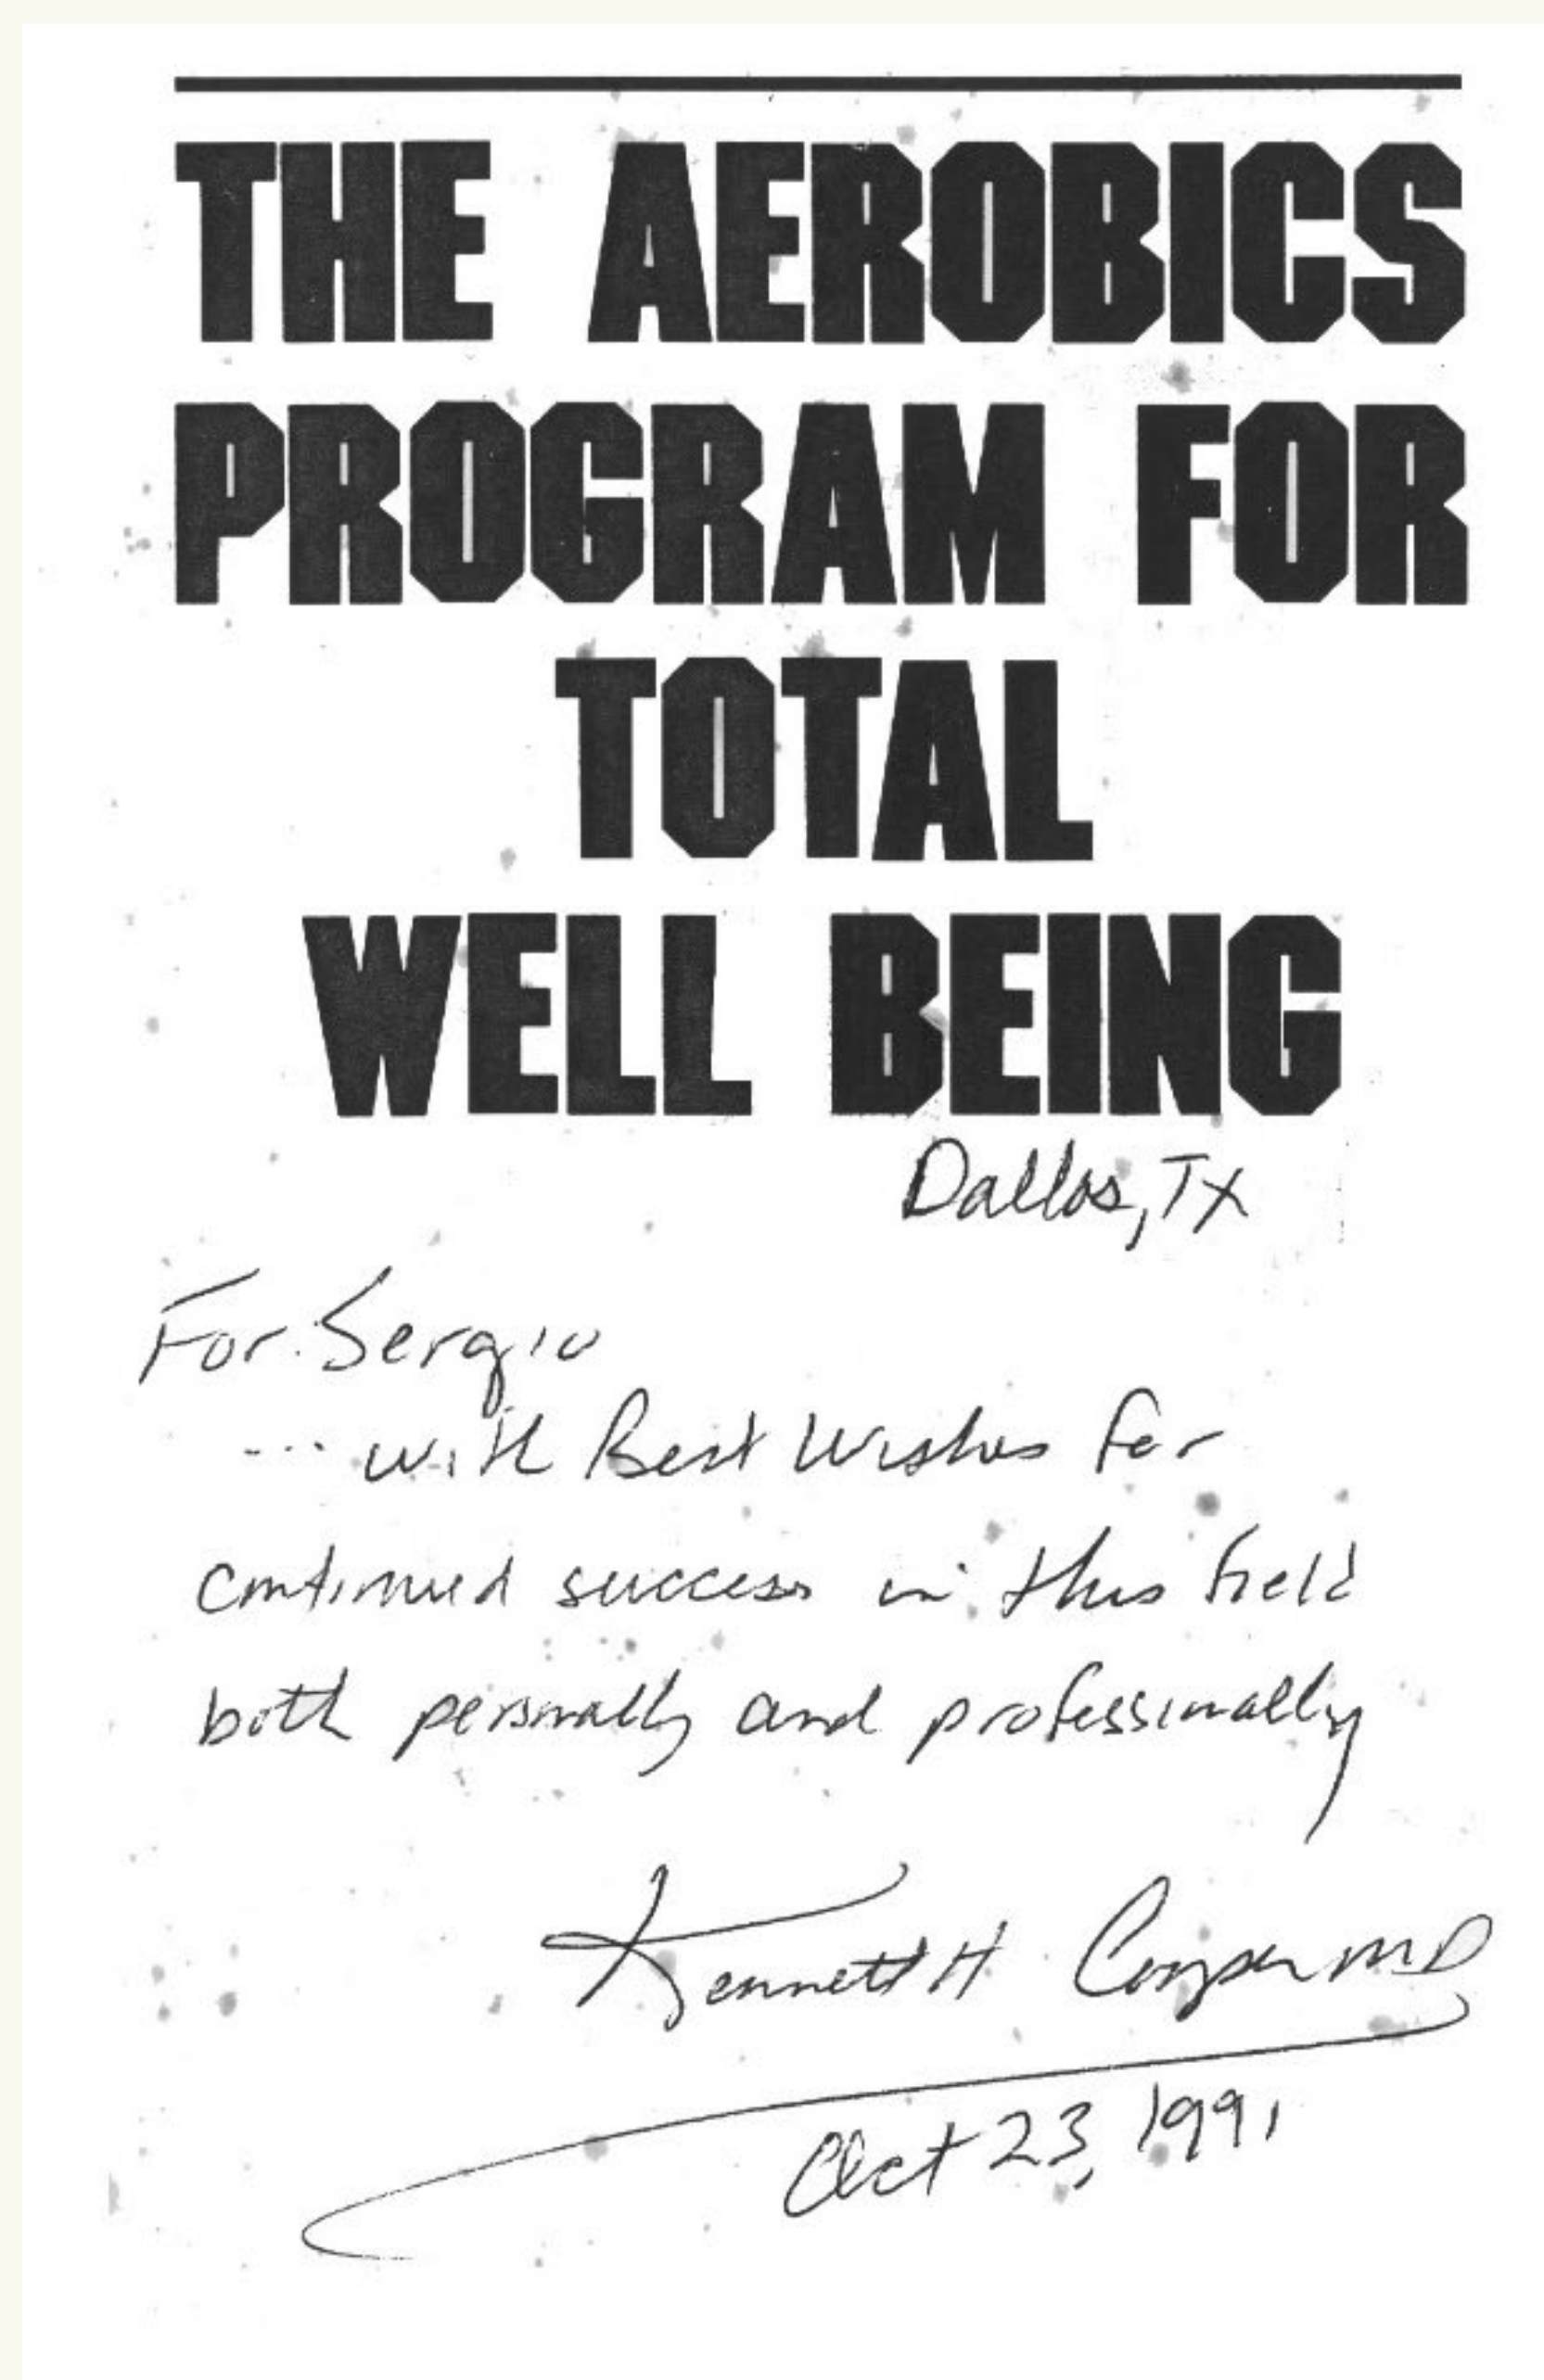 THE AEROBICS
PROGRAM FOR
TOTAL
WELL BEING
Dallas, TX
For Sergio
... with Best Wishes for
continued success in this field
both personally and professionally
Kenneth H Cooper MD
Oct 23, 1991